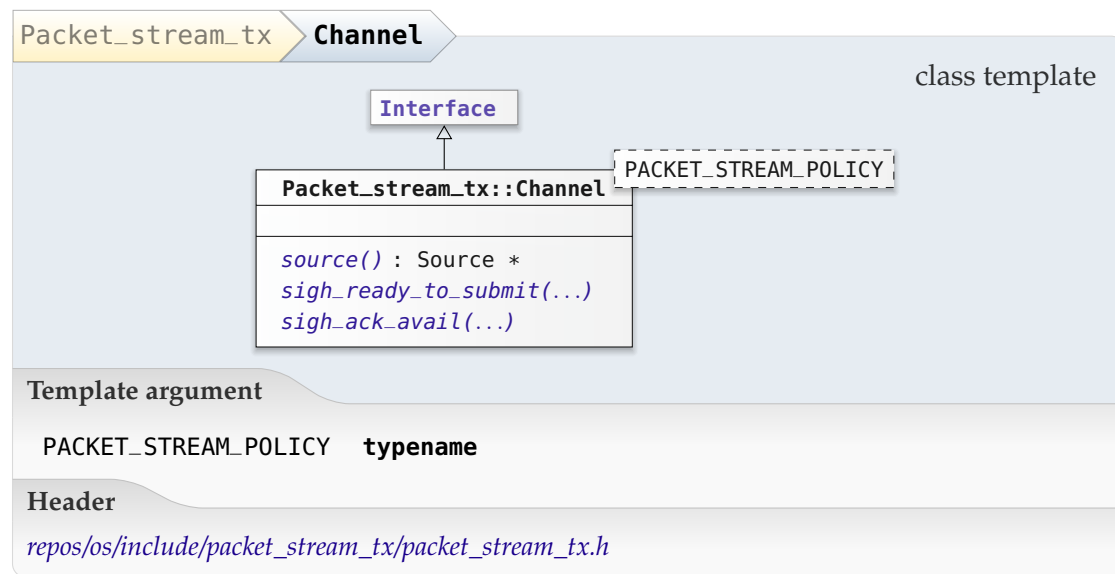 Packet_stream_tx Channel
class template
Interface
PACKET_STREAM_POLICY
Packet_stream_tx::Channel
source() : Source *
sigh_ready_to_submit(...)
sigh_ack_avail(...)
Template argument
PACKET_STREAM_POLICY typename
Header
repos/os/include/packet_stream_tx/packet_stream_tx.h